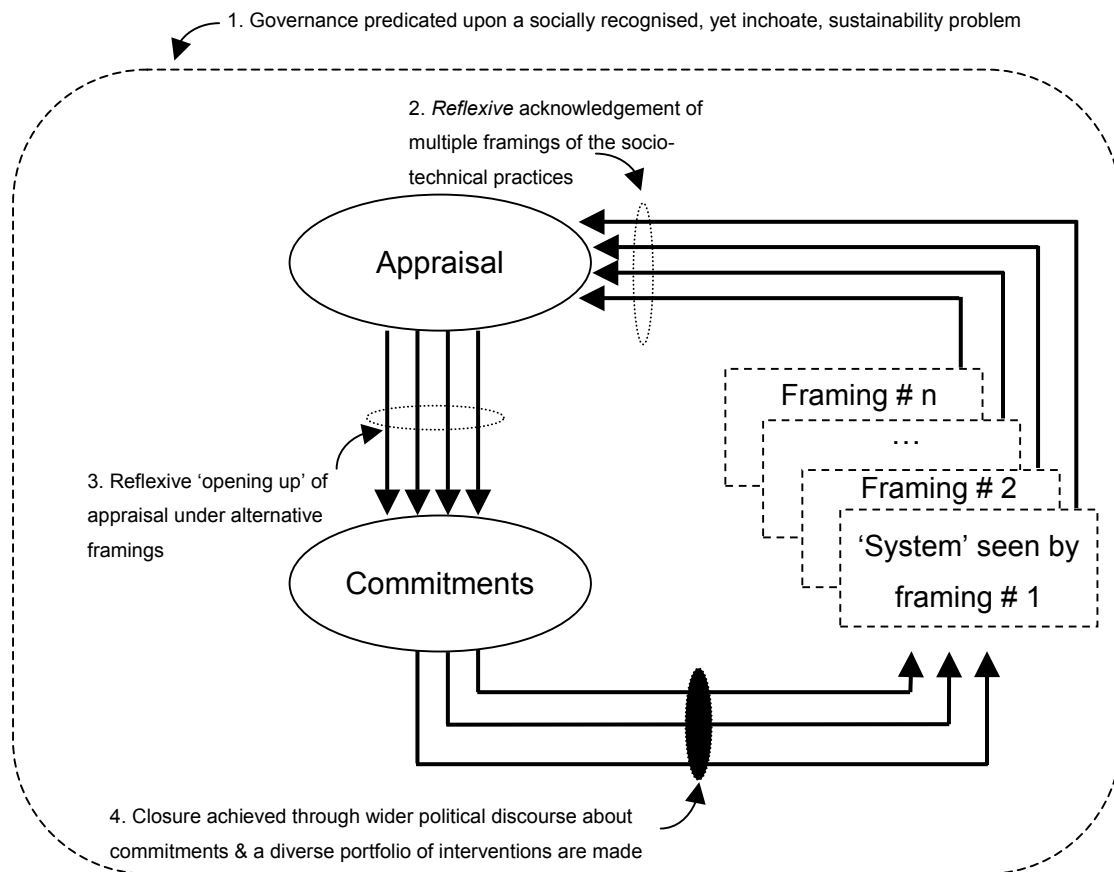 1. Governance predicated upon a socially recognised, yet inchoate, sustainability problem
2. Reflexive acknowledgement of
multiple framings of the socio-
technical practices
Appraisal
Framing # n
...
Framing # 2
‘System’ seen by
framing # 1
3. Reflexive ‘opening up’ of
appraisal under alternative
framings
Commitments
4. Closure achieved through wider political discourse about
commitments & a diverse portfolio of interventions are made